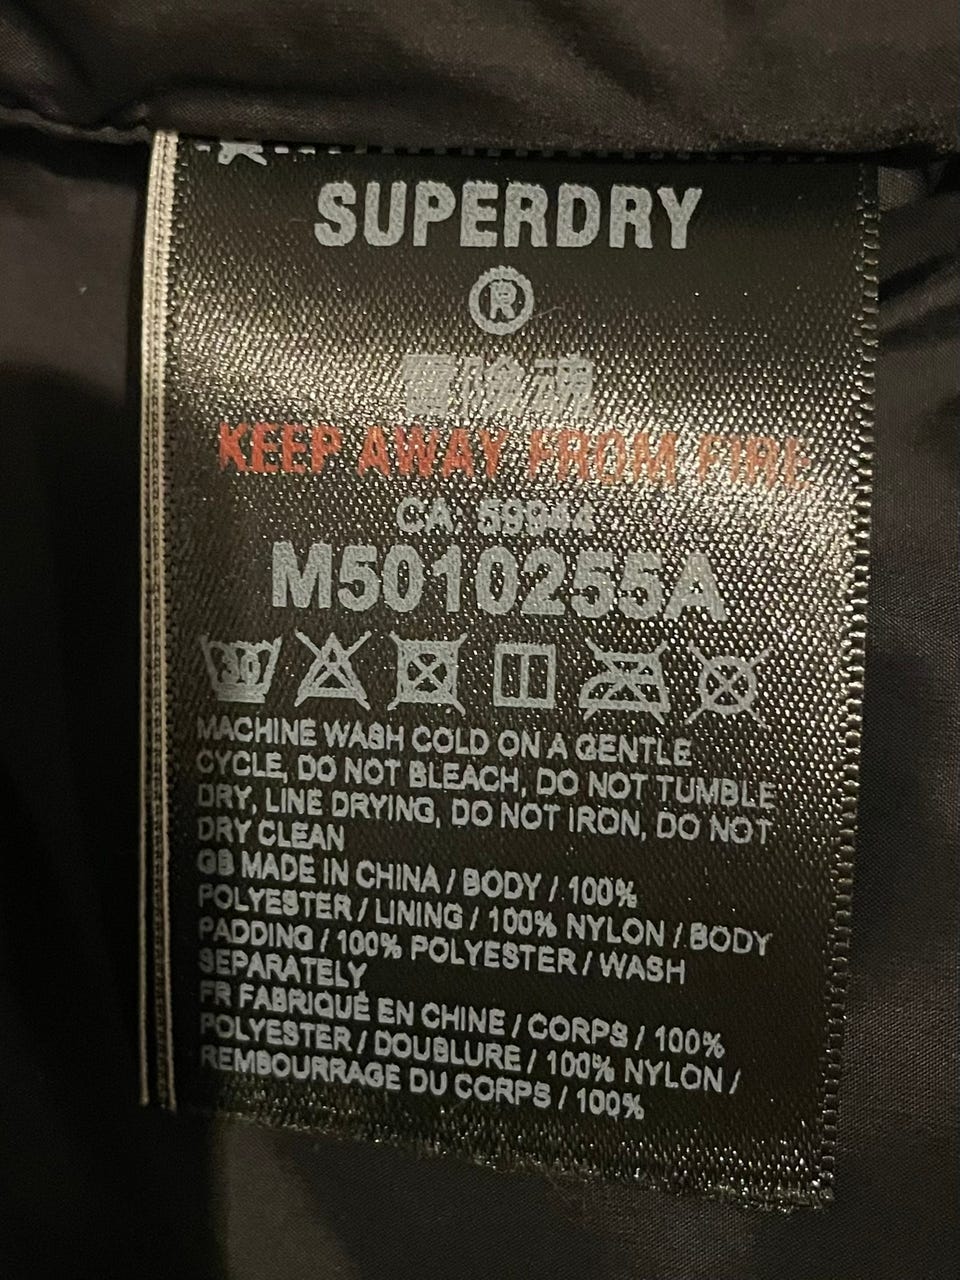 SUPERDRY
®
KEEP AWAY FROM FIRE
CA: 59944
M5010255A
30
MACHINE WASH COLD ON A GENTLE
CYCLE, DO NOT BLEACH, DO NOT TUMBLE
DRY, LINE DRYING, DO NOT IRON, DO NOT
DRY CLEAN
GB MADE IN CHINA / BODY / 100%
POLYESTER / LINING / 100% NYLON / BODY
PADDING / 100% POLYESTER / WASH
SEPARATELY
FR FABRIQUÉ EN CHINE / CORPS / 100%
POLYESTER / DOUBLURE / 100% NYLON /
REMBOURRAGE DU CORPS / 100%